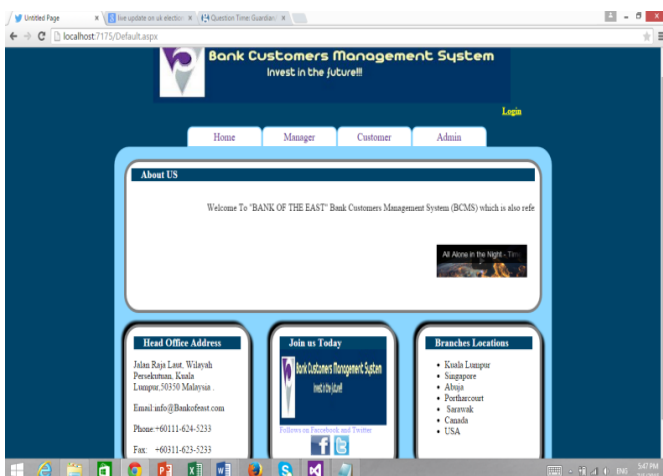 Untitled Page
live update on uk election
Question Time: Guardian
localhost:7175/Default.aspx
Bank Customers Management System
Invest in the future!!!
Login
Home Manager Customer Admin
About US
Welcome To "BANK OF THE EAST" Bank Customers Management System (BCMS) which is also refe
All Alone in the Night - Time
Head Office Address
Jalan Raja Laut, Wilayah
Persekutuan, Kuala
Lumpur,50350 Malaysia .
Email:info@Bankofeast.com
Phone:+60111-624-5233
Fax: +60311-623-5233
Join us Today
Bank Customers Management System
Invest in the future!!
Follows on Facebook and Twitter
Branches Locations
Kuala Lumpur
Singapore
Abuja
Portharcourt
Sarawak
Canada
USA
ENG
5:47 PM